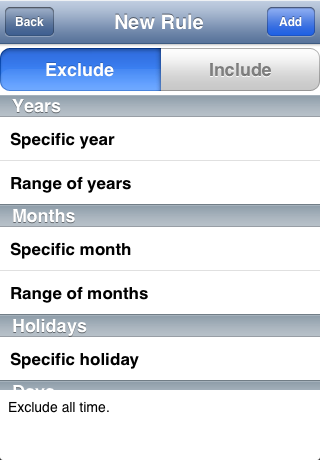 Back
New Rule
Add
Exclude
Include
Years
Specific year
Range of years
Months
Specific month
Range of months
Holidays
Specific holiday
Days
Exclude all time.